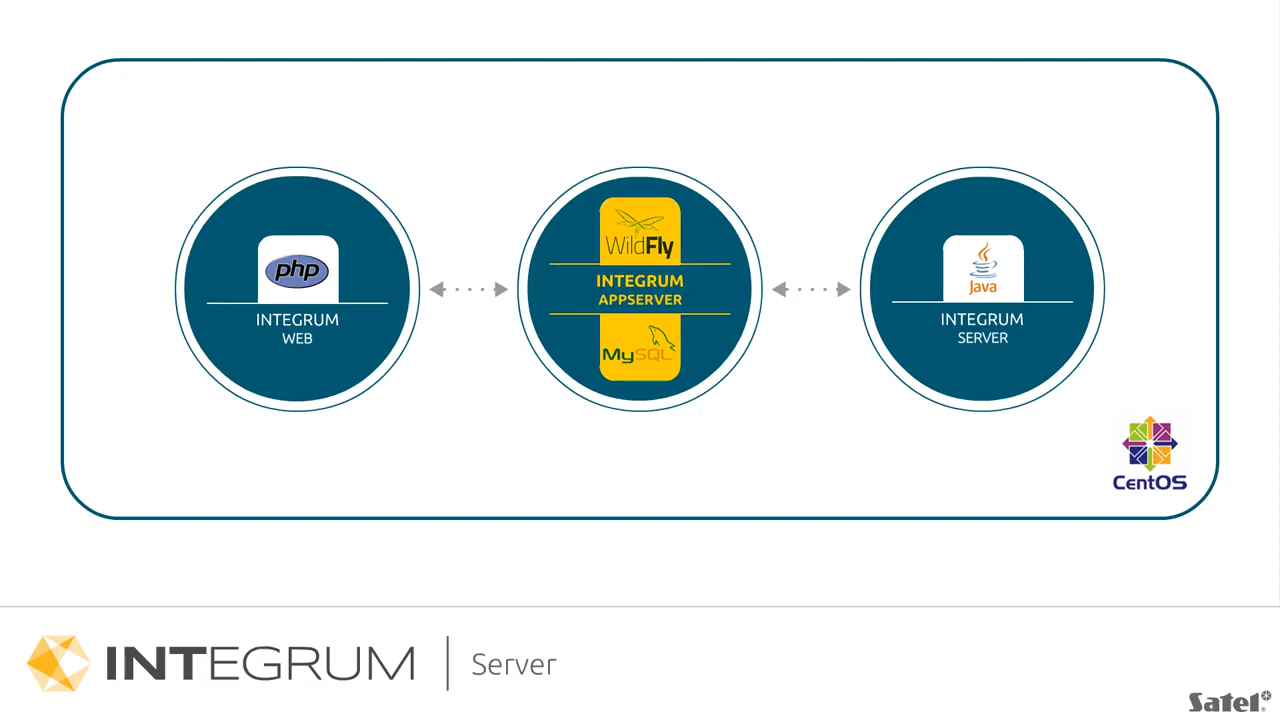 php
INTEGRUM
WEB
WildFly
INTEGRUM
APPSERVER
MySQL
Java
INTEGRUM
SERVER
CentOS
INTEGRUM
Server
Satel®